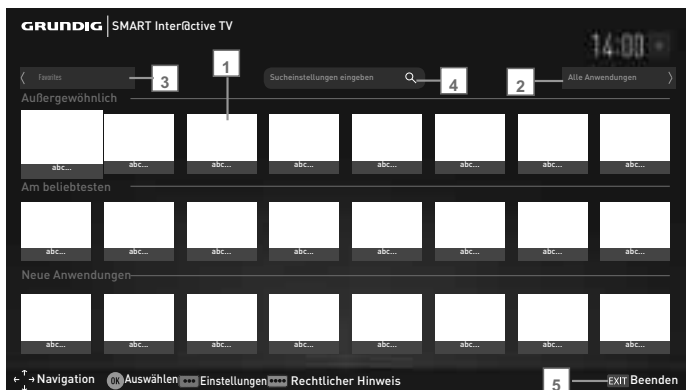 GRUNDIG SMART Inter@ctive TV
14:00
Favorites 3 1 Sucheinstellungen eingeben 4 2 Alle Anwendungen
Außergewöhnlich
abc... abc... abc... abc... abc... abc... abc... abc...
Am beliebtesten
abc... abc... abc... abc... abc... abc... abc... abc...
Neue Anwendungen
abc... abc... abc... abc... abc... abc... abc... abc...
Navigation OK Auswählen Einstellungen Rechtlicher Hinweis 5 EXIT Beenden